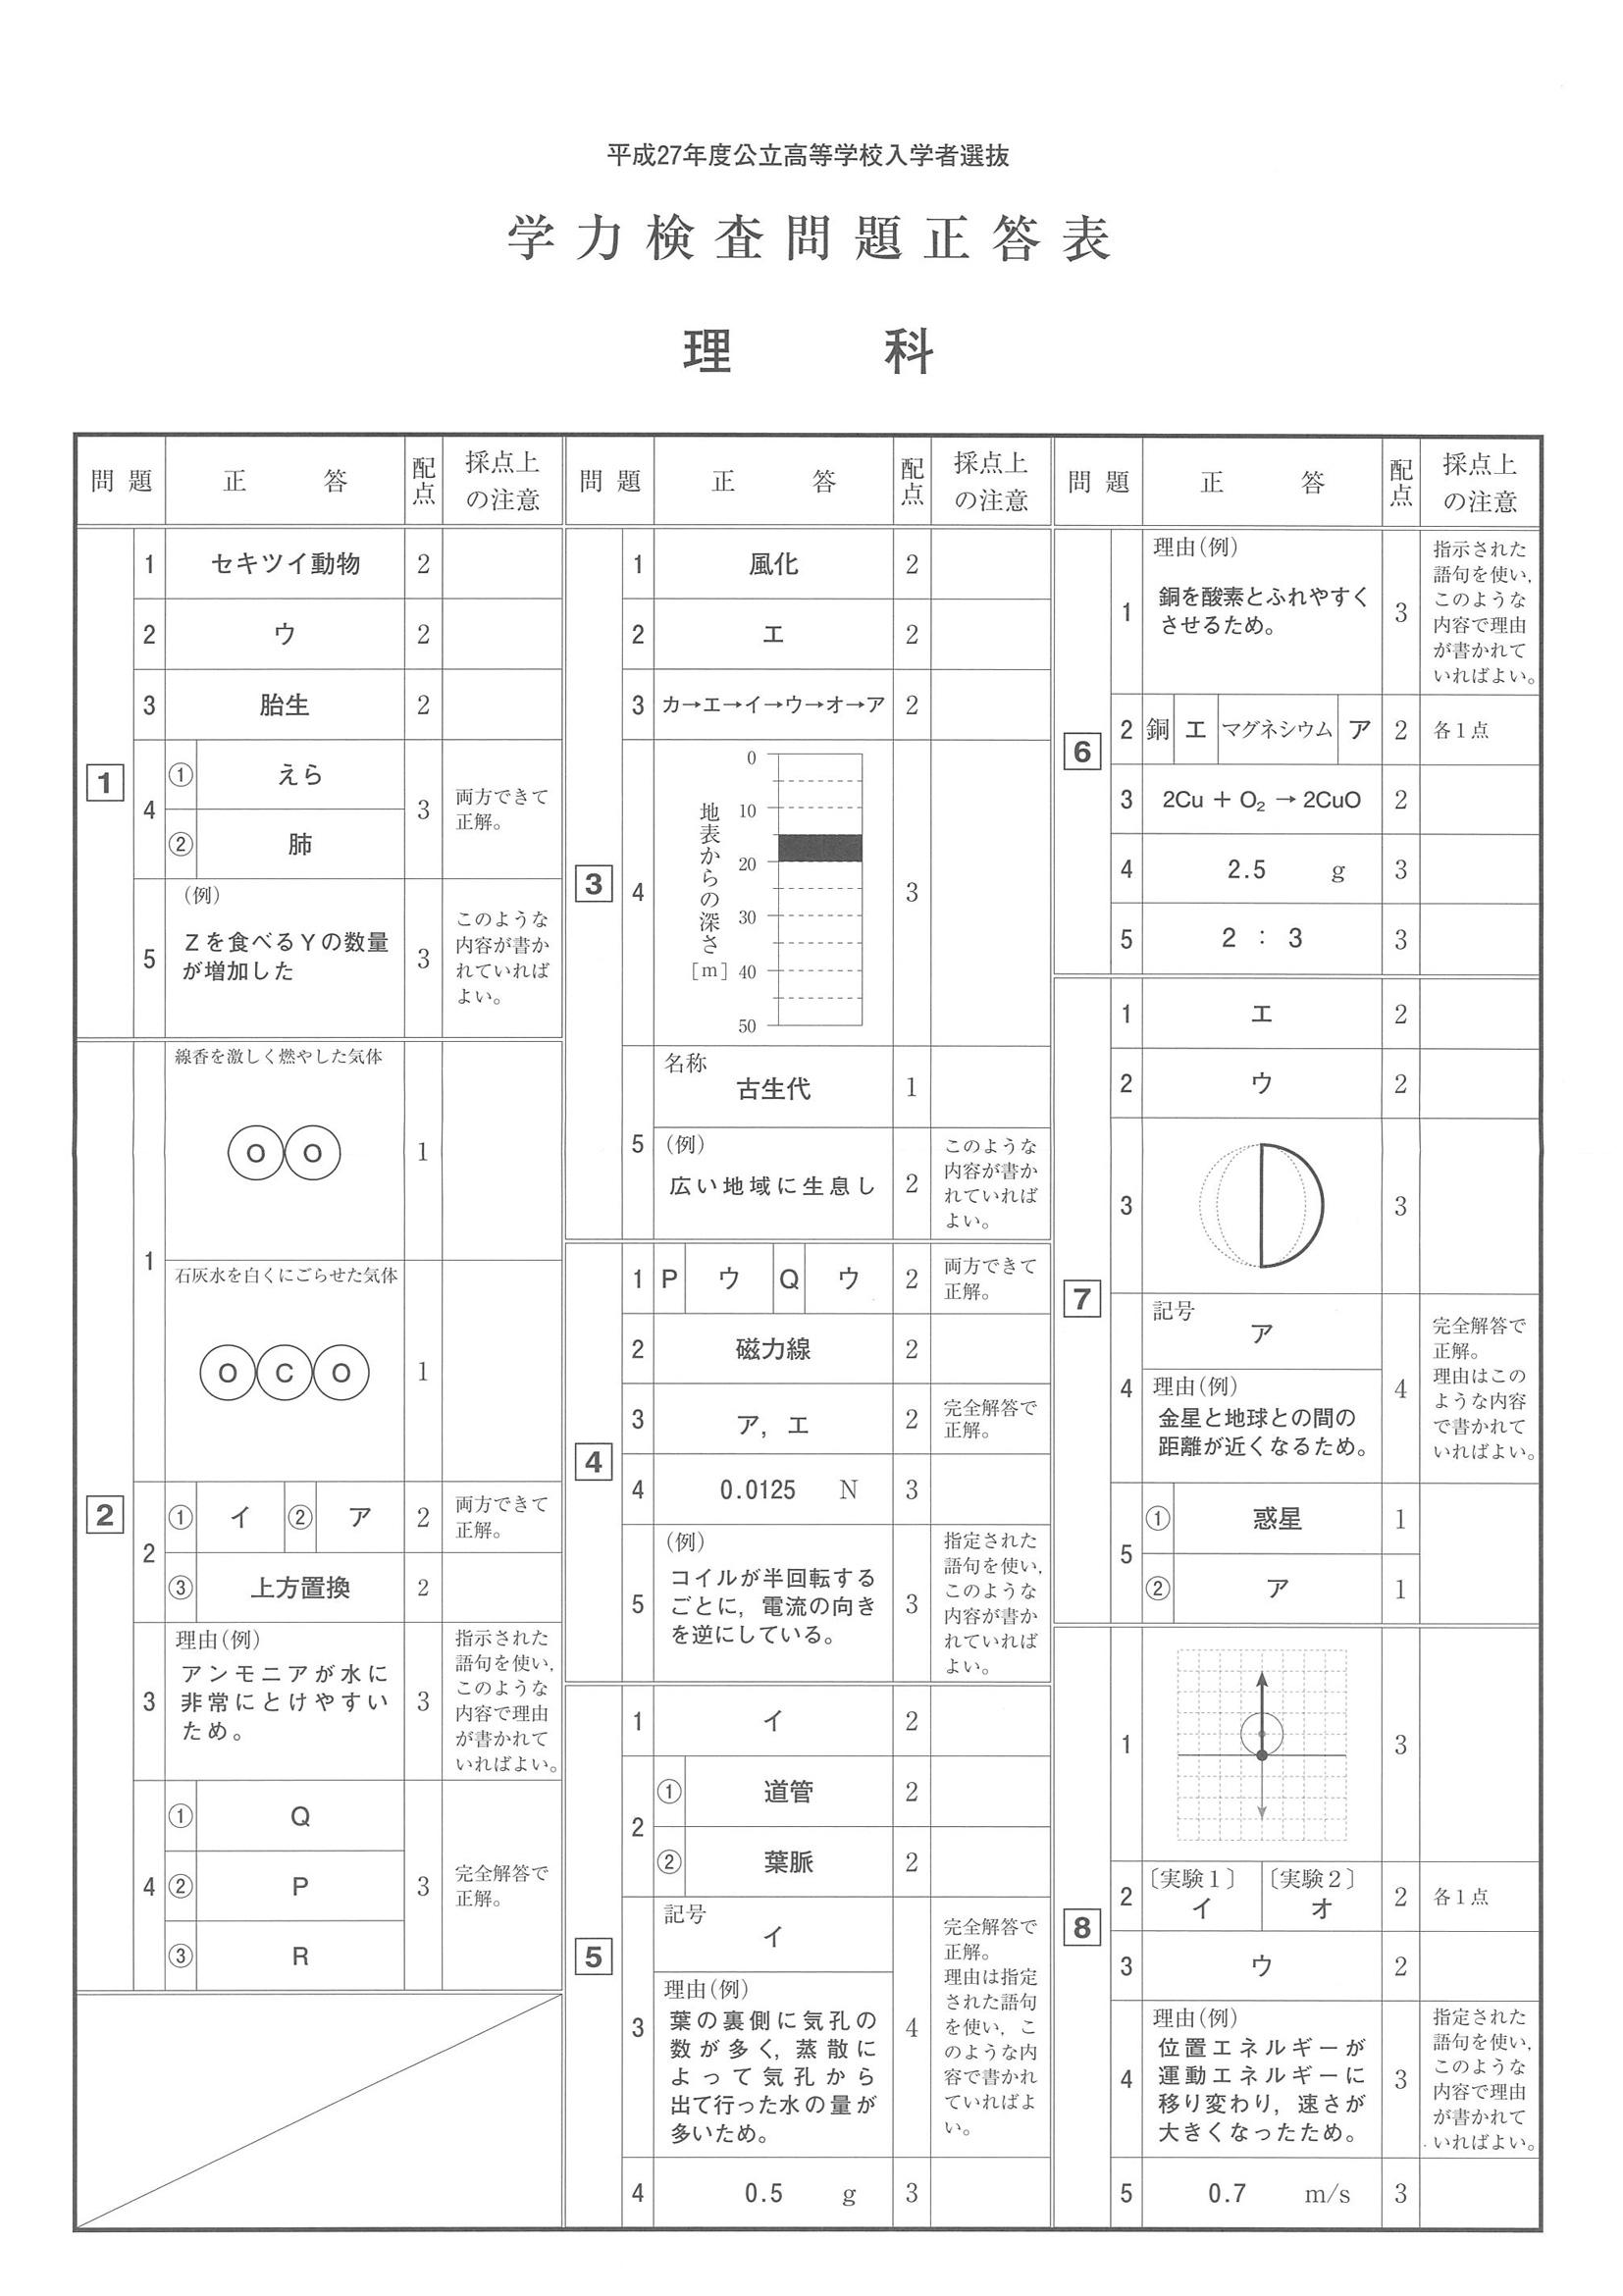 平成27年度公立高等学校入学者選抜
学力検査問題正答表
理科
問題 正答 配点 採点上の注意
1
1 セキツイ動物 2
2 ウ 2
3 胎生 2
4 ① えら
② 肺
3 両方できて
正解。
5 (例)
Zを食べるYの数量
が増加した
3
このような
内容が書か
れていれば
よい。
2
1 線香を激しく燃やした気体
O O
1
石灰水を白くにごらせた気体
O C O
1
2 ① イ ② ア 2 両方できて
正解。
③ 上方置換 2
3 理由(例)
アンモニアが水に
非常にとけやすい
ため。
3
指示された
語句を使い,
このような
内容で理由
が書かれて
いればよい。
4 ① Q
② P
③ R
3 完全解答で
正解。
問題 正答 配点 採点上の注意
3
1 風化 2
2 エ 2
3 カ→エ→イ→ウ→オ→ア 2
4 地表からの深さ
[m]
0
10
20
30
40
50
3
5 名称
古生代 1
(例)
広い地域に生息し 2
このような
内容が書か
れていれば
よい。
4
1 P ウ Q ウ 2 両方できて
正解。
2 磁力線 2
3 ア, エ 2 完全解答で
正解。
4 0.0125 N 3
5 (例)
コイルが半回転する
ごとに, 電流の向き
を逆にしている。
3
指定された
語句を使い,
このような
内容が書か
れていれば
よい。
5
1 イ 2
2 ① 道管 2
② 葉脈 2
3 記号
イ
理由(例)
葉の裏側に気孔の
数が多く, 蒸散に
よって気孔から
出て行った水の量が
多いため。
4
完全解答で
正解。
理由は指定
された語句
を使い, こ
のような内
容で書かれ
ていればよ
い。
4 0.5 g 3
問題 正答 配点 採点上の注意
6
1 理由(例)
銅を酸素とふれやすく
させるため。
3
指示された
語句を使い,
このような
内容で理由
が書かれて
いればよい。
2 銅 エ マグネシウム ア 2 各1点
3 2Cu + O₂ → 2CuO 2
4 2.5 g 3
5 2 : 3 3
7
1 エ 2
2 ウ 2
3 3
4 記号
ア
理由(例)
金星と地球との間の
距離が近くなるため。
4
完全解答で
正解。
理由はこの
ような内容
で書かれて
いればよい。
5 ① 惑星 1
② ア 1
8
1 3
2 〔実験1〕 イ 〔実験2〕 オ 2 各1点
3 ウ 2
4 理由(例)
位置エネルギーが
運動エネルギーに
移り変わり, 速さが
大きくなったため。
3
指定された
語句を使い,
このような
内容で理由
が書かれて
いればよい。
5 0.7 m/s 3